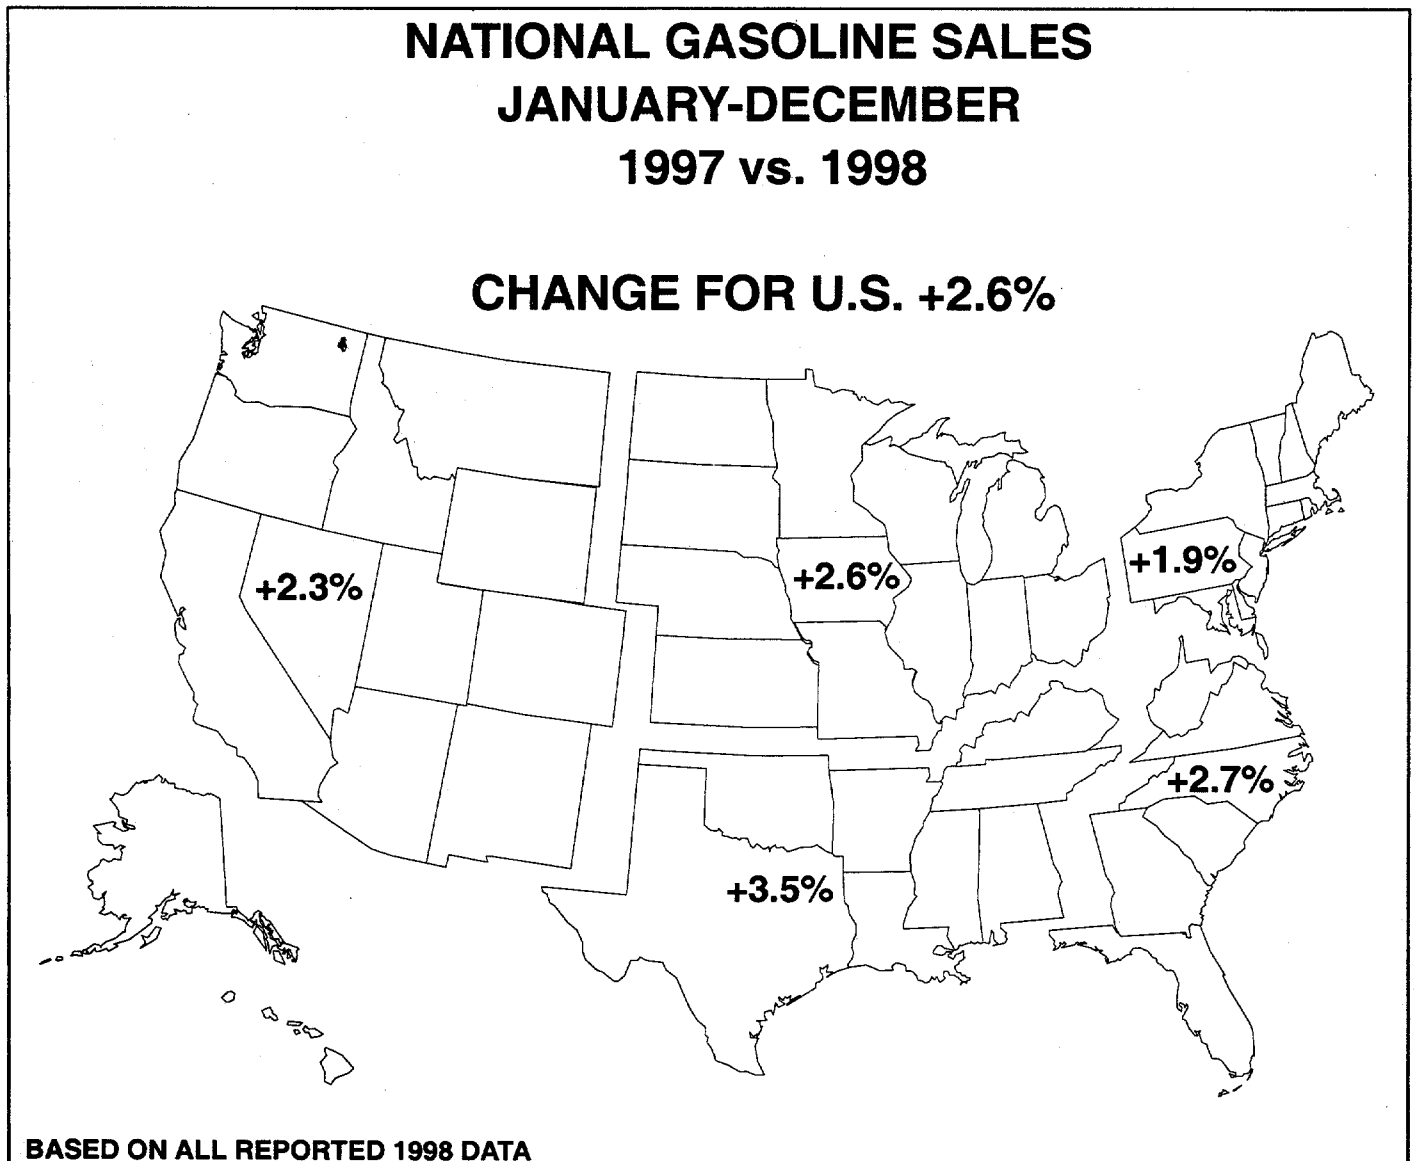 NATIONAL GASOLINE SALES
JANUARY-DECEMBER
1997 vs. 1998
CHANGE FOR U.S. +2.6%
+1.9%
+2.3%
+2.6%
+2.7%
+3.5%
BASED ON ALL REPORTED 1998 DATA